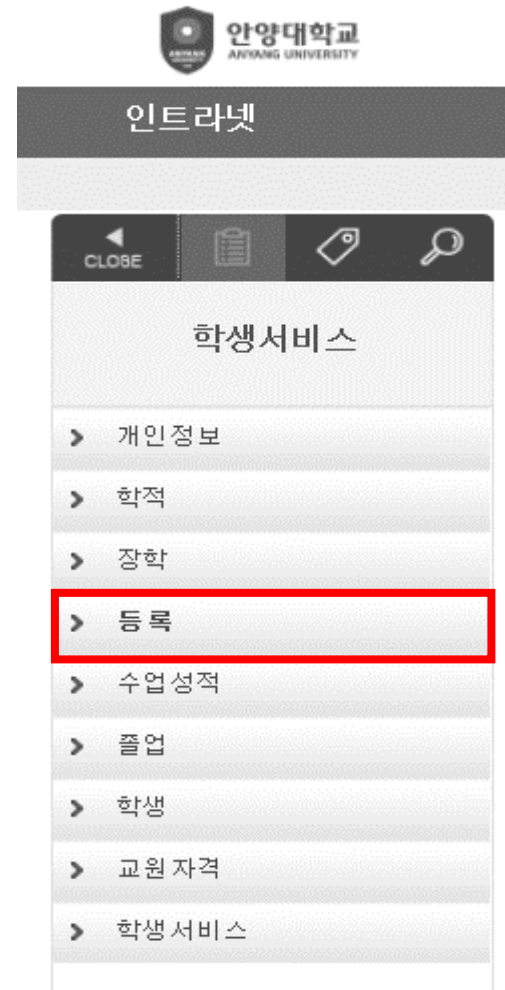 안양대학교
ANYANG UNIVERSITY
인트라넷
CLOSE
학생서비스
개인정보
학적
장학
등록
수업성적
졸업
학생
교원자격
학생서비스